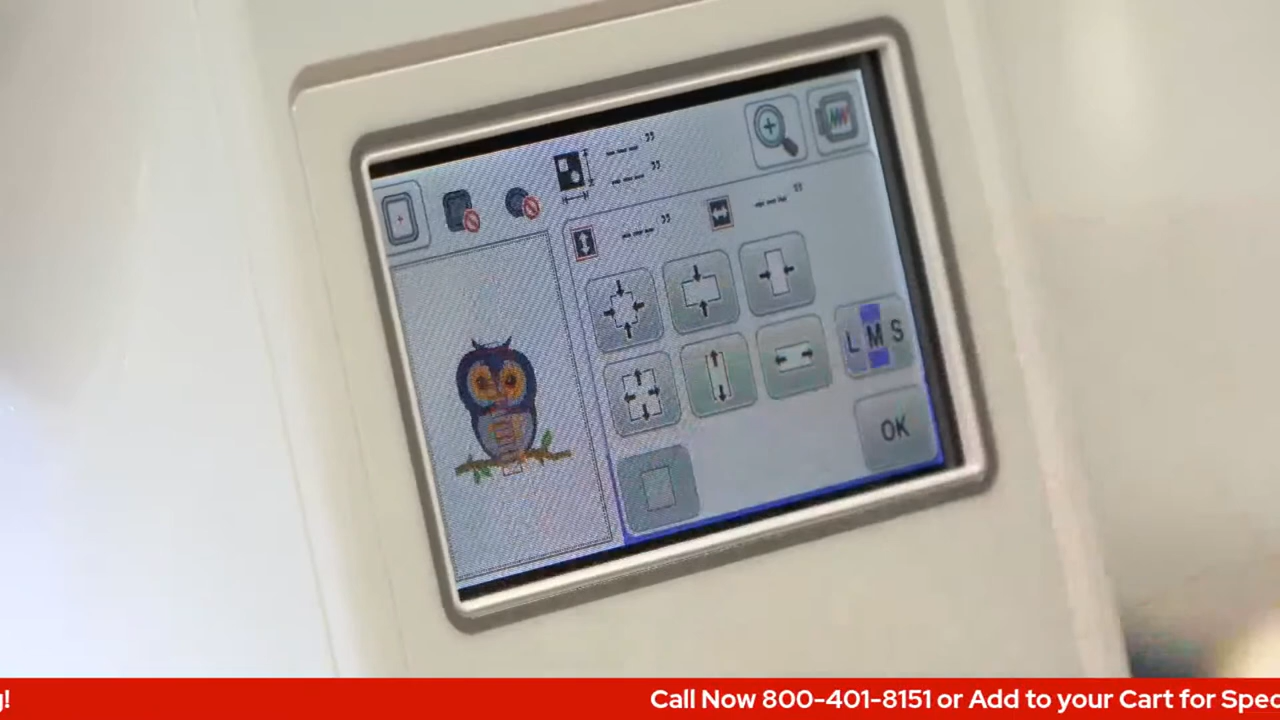 --- "
--- "
--- " --- "
L M S
OK
g!
Call Now 800-401-8151 or Add to your Cart for Spec